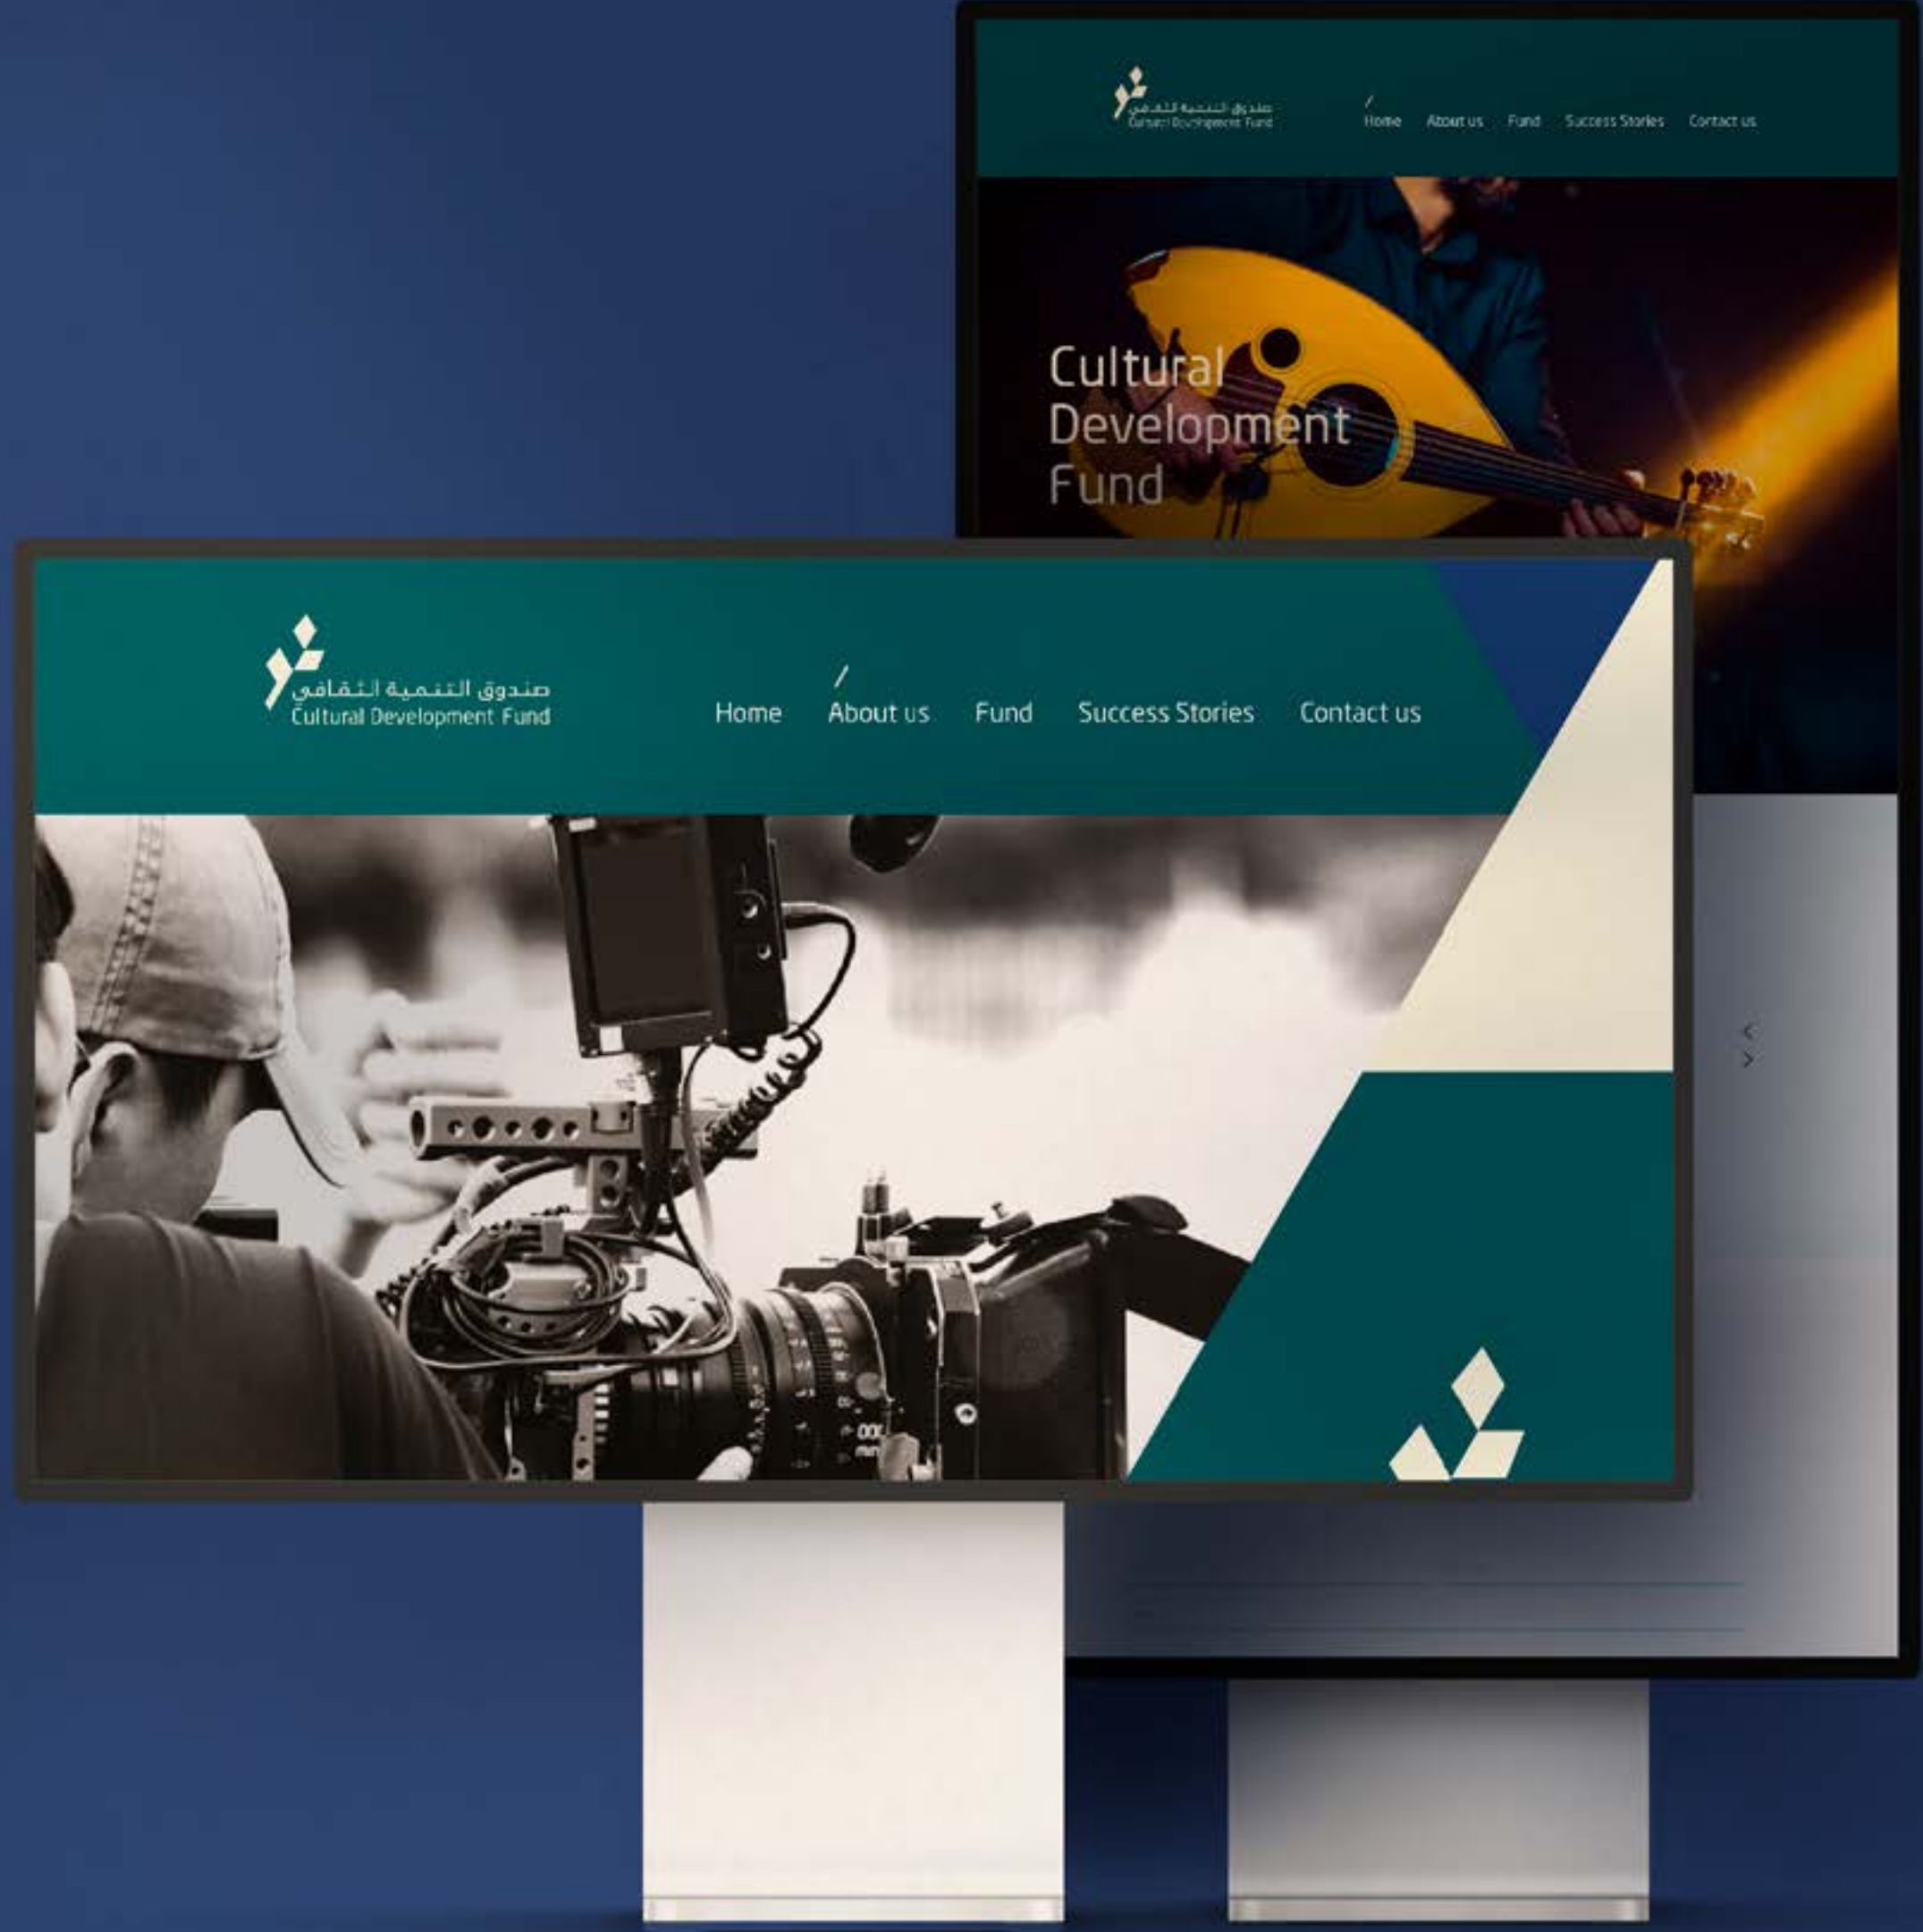 صندوق التنمية الثقافي
Cultural Development Fund
/
Home About us Fund Success Stories Contact us
Cultural
Development
Fund
صندوق التنمية الثقافي
Cultural Development Fund
/
Home About us Fund Success Stories Contact us